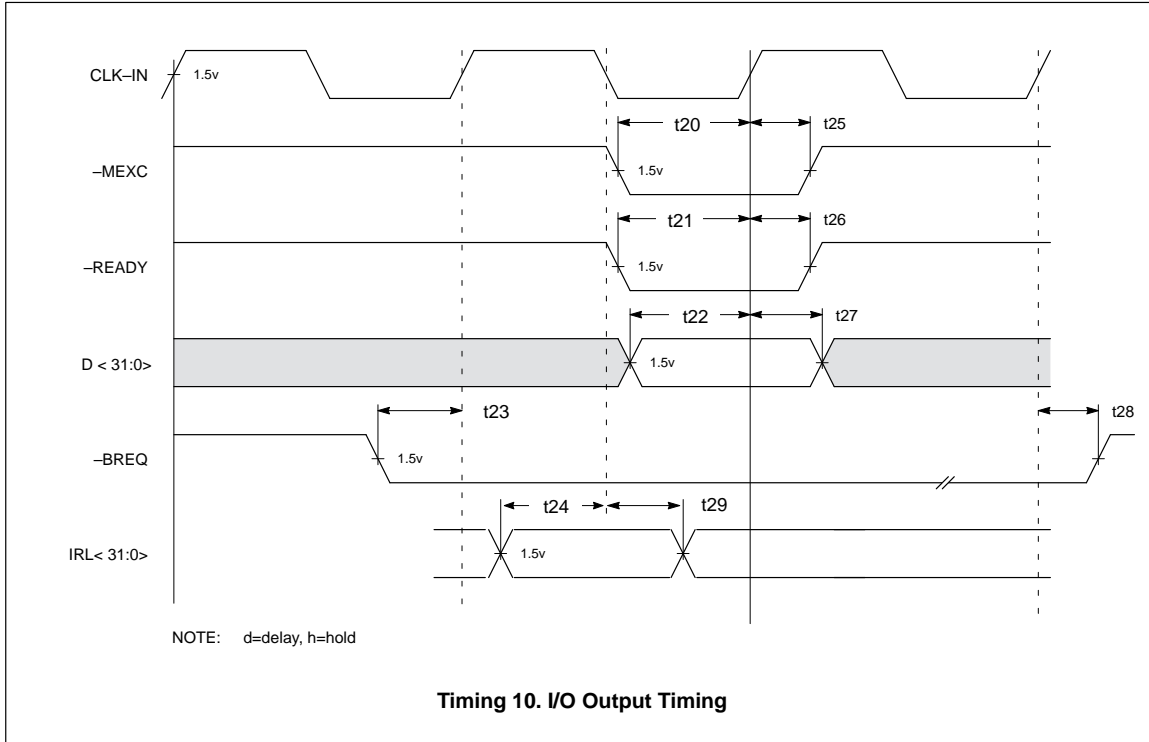 CLK–IN
1.5v
t20
t25
–MEXC
1.5v
t21
t26
–READY
1.5v
t22
t27
D < 31:0>
1.5v
t23
t28
–BREQ
1.5v
t24
t29
IRL< 31:0>
1.5v
NOTE: d=delay, h=hold
Timing 10. I/O Output Timing